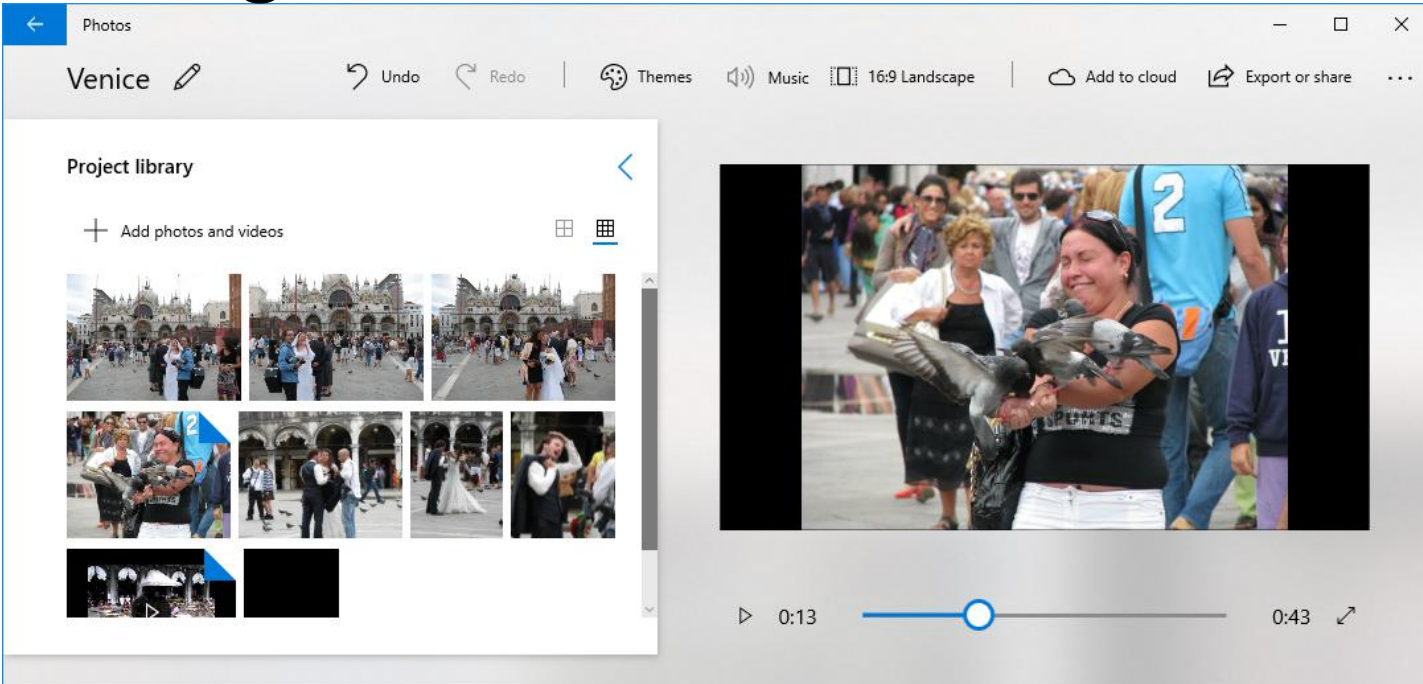 Photos
Venice
Undo
Redo
Themes
Music
16:9 Landscape
Add to cloud
Export or share
Project library
Add photos and videos
2
SPORTS
0:13
0:43
2